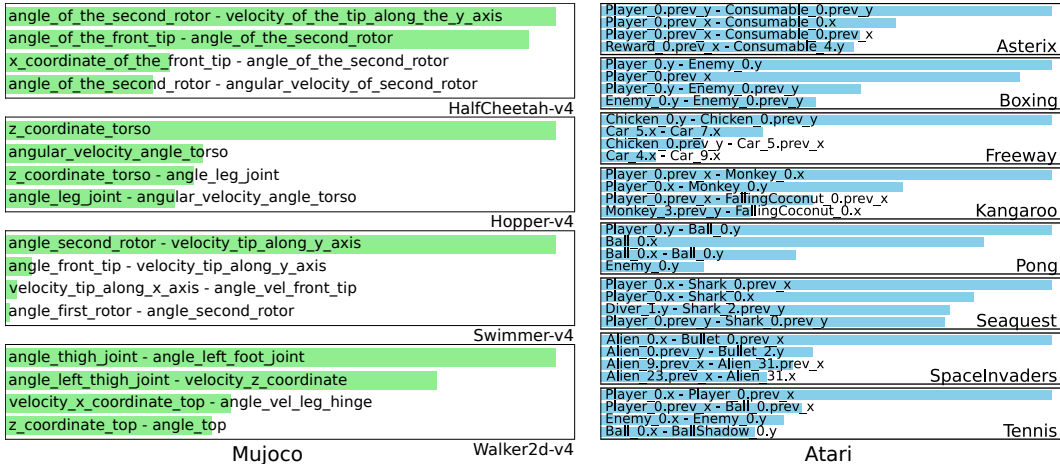 angle_of_the_second_rotor - velocity_of_the_tip_along_the_y_axis
angle_of_the_front_tip - angle_of_the_second_rotor
x_coordinate_of_the_front_tip - angle_of_the_second_rotor
angle_of_the_second_rotor - angular_velocity_of_second_rotor
HalfCheetah-v4
z_coordinate_torso
angular_velocity_angle_torso
z_coordinate_torso - angle_leg_joint
angle_leg_joint - angular_velocity_angle_torso
Hopper-v4
angle_second_rotor - velocity_tip_along_y_axis
angle_front_tip - velocity_tip_along_y_axis
velocity_tip_along_x_axis - angle_vel_front_tip
angle_first_rotor - angle_second_rotor
Swimmer-v4
angle_thigh_joint - angle_left_foot_joint
angle_left_thigh_joint - velocity_z_coordinate
velocity_x_coordinate_top - angle_vel_leg_hinge
z_coordinate_top - angle_top
Walker2d-v4
Mujoco
Player_0.prev_y - Consumable_0.prev_y
Player_0.prev_x - Consumable_0.x
Player_0.prev_x - Consumable_0.prev_x
Reward_0.prev_x - Consumable_4.y
Asterix
Player_0.y - Enemy_0.y
Player_0.prev_x
Player_0.y - Enemy_0.prev_y
Enemy_0.y - Enemy_0.prev_y
Boxing
Chicken_0.y - Chicken_0.prev_y
Car_5.x - Car_7.x
Chicken_0.prev_y - Car_5.prev_x
Car_4.x - Car_9.x
Freeway
Player_0.prev_x - Monkey_0.x
Player_0.x - Monkey_0.y
Player_0.prev_x - FallingCoconut_0.prev_x
Monkey_3.prev_y - FallingCoconut_0.x
Kangaroo
Player_0.y - Ball_0.y
Ball_0.x
Ball_0.x - Ball_0.y
Enemy_0.y
Pong
Player_0.x - Shark_0.prev_x
Player_0.x - Shark_0.x
Diver_1.y - Shark_2.prev_y
Player_0.prev_y - Shark_0.prev_y
Seaquest
Alien_0.x - Bullet_0.prev_x
Alien_0.prev_y - Bullet_2.y
Alien_9.prev_x - Alien_31.prev_x
Alien_23.prev_x - Alien_31.x
SpaceInvaders
Player_0.x - Player_0.prev_x
Player_0.prev_x - Ball_0.prev_x
Enemy_0.x - Enemy_0.y
Ball_0.x - BallShadow_0.y
Tennis
Atari